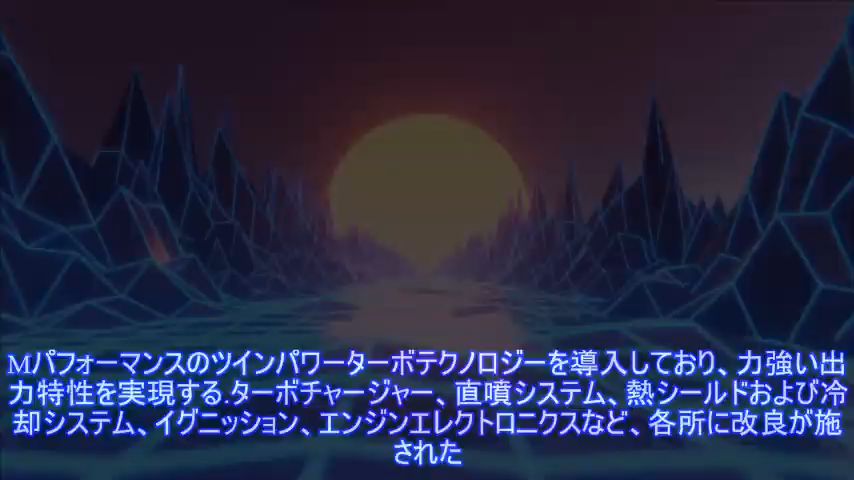 Mパフォーマンスのツインパワーターボテクノロジーを導入しており、力強い出
力特性を実現する.ターボチャージャー、直噴システム、熱シールドおよび冷
却システム、イグニッション、エンジンエレクトロニクスなど、各所に改良が施
された